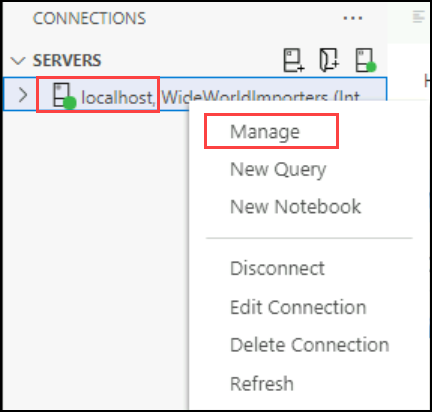 CONNECTIONS
SERVERS
localhost, WideWorldImporters (Int
Manage
New Query
New Notebook
Disconnect
Edit Connection
Delete Connection
Refresh